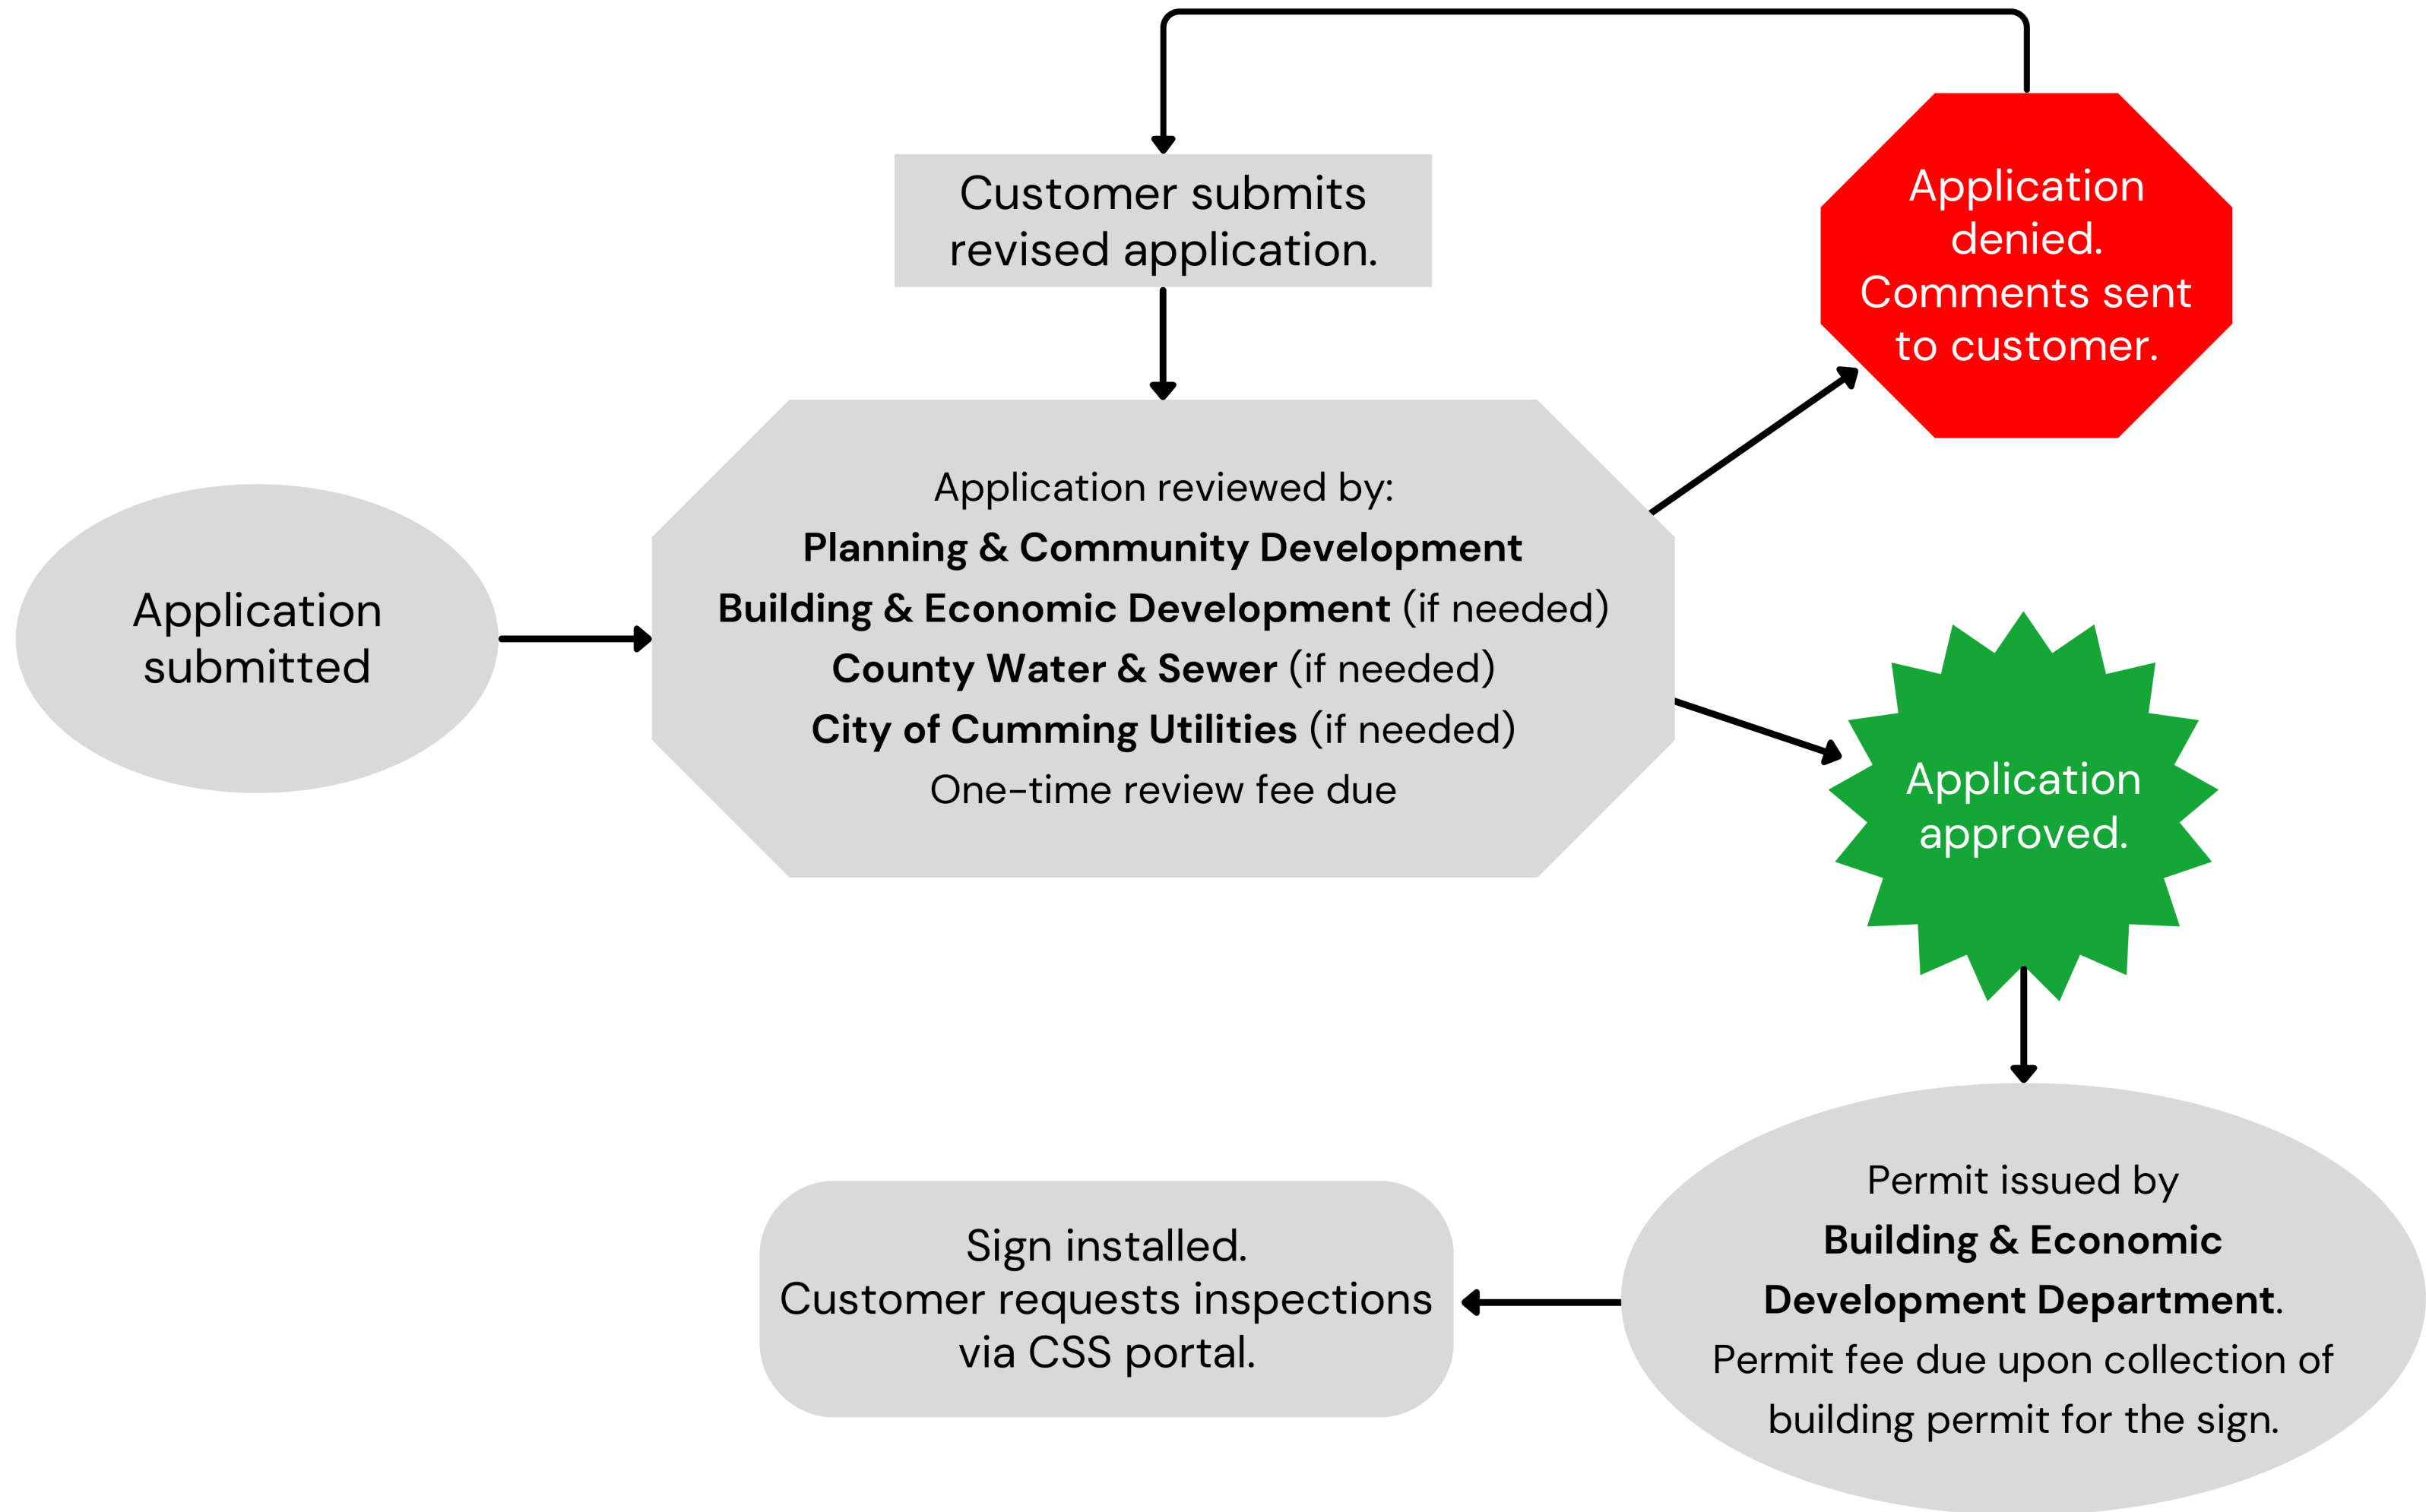 Customer submits
revised application.
Application
denied.
Comments sent
to customer.
Application
submitted
Application reviewed by:
Planning & Community Development
Building & Economic Development (if needed)
County Water & Sewer (if needed)
City of Cumming Utilities (if needed)
One-time review fee due
Application
approved.
Permit issued by
Building & Economic
Development Department.
Permit fee due upon collection of
building permit for the sign.
Sign installed.
Customer requests inspections
via CSS portal.